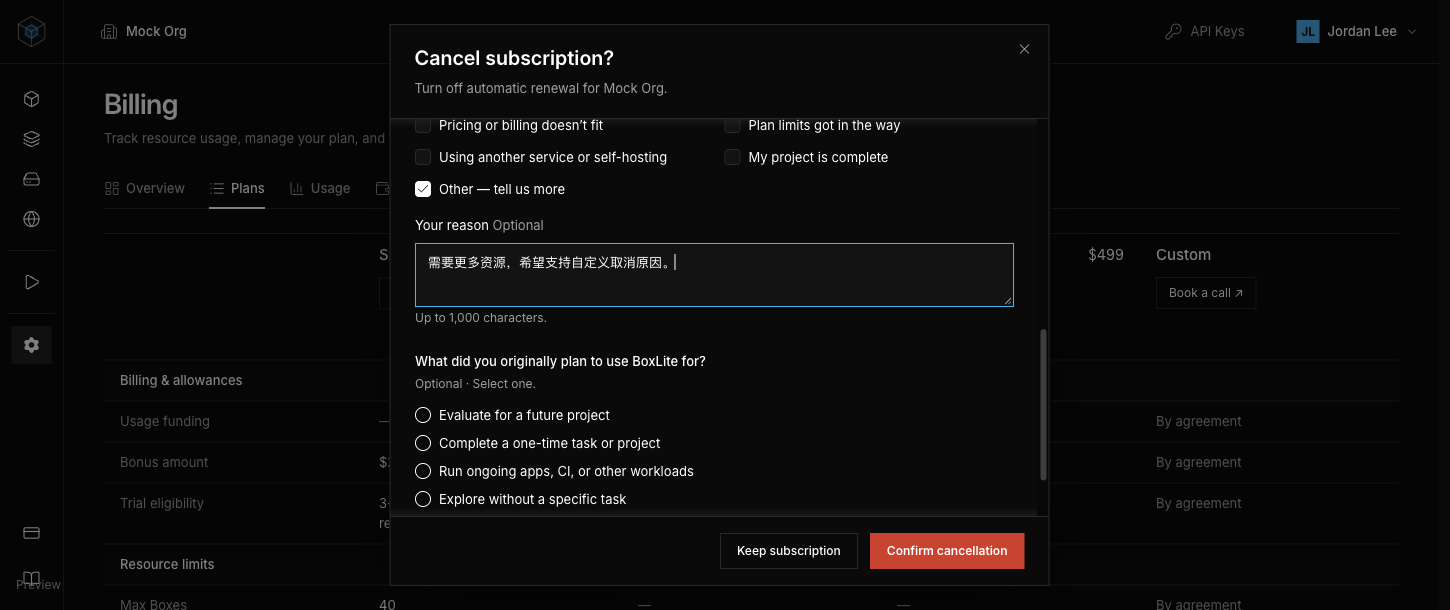 Mock Org
API Keys
JL
Jordan Lee
Billing
Track resource usage, manage your plan, and
Overview
Plans
Usage
Cancel subscription?
Turn off automatic renewal for Mock Org.
Pricing or billing doesn’t fit
Plan limits got in the way
Using another service or self-hosting
My project is complete
Other — tell us more
Your reason Optional
需要更多资源，希望支持自定义取消原因。
Up to 1,000 characters.
What did you originally plan to use BoxLite for?
Optional · Select one.
Evaluate for a future project
Complete a one-time task or project
Run ongoing apps, CI, or other workloads
Explore without a specific task
Keep subscription
Confirm cancellation
$499
Custom
Book a call ↗
Billing & allowances
Usage funding
—
By agreement
Bonus amount
By agreement
Trial eligibility
By agreement
Resource limits
Preview
Max Boxes
40
—
—
By agreement